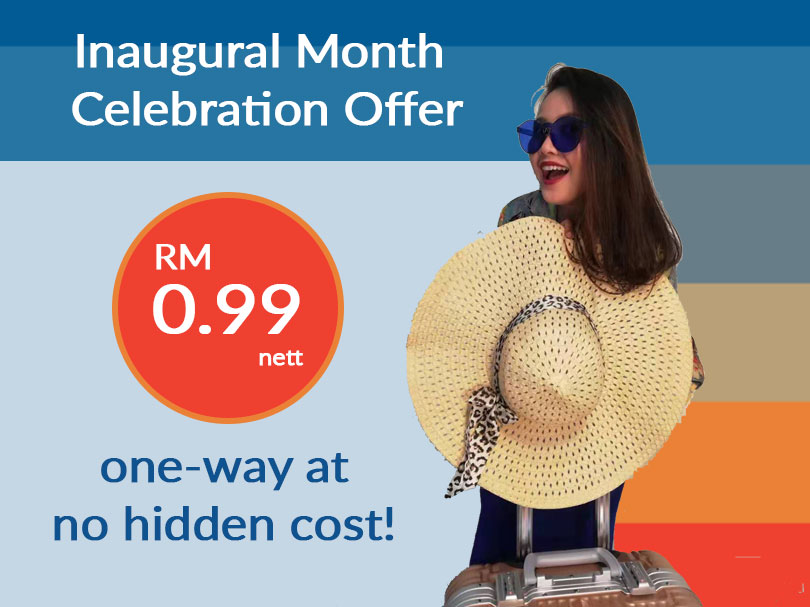 Inaugural Month
Celebration Offer
RM
0.99
nett
one-way at
no hidden cost!